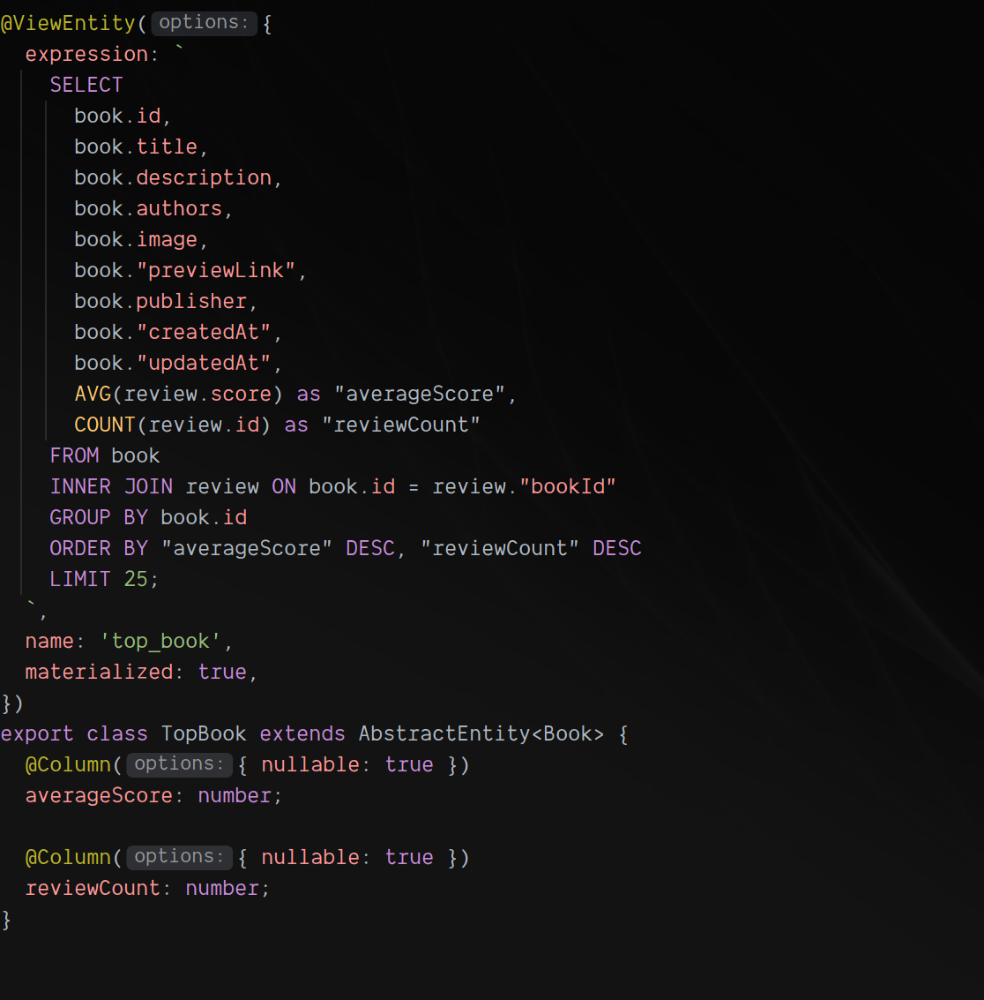 @ViewEntity( options: {
  expression: `
    SELECT
      book.id,
      book.title,
      book.description,
      book.authors,
      book.image,
      book."previewLink",
      book.publisher,
      book."createdAt",
      book."updatedAt",
      AVG(review.score) as "averageScore",
      COUNT(review.id) as "reviewCount"
    FROM book
    INNER JOIN review ON book.id = review."bookId"
    GROUP BY book.id
    ORDER BY "averageScore" DESC, "reviewCount" DESC
    LIMIT 25;
  `,
  name: 'top_book',
  materialized: true,
})
export class TopBook extends AbstractEntity<Book> {
  @Column( options: { nullable: true })
  averageScore: number;

  @Column( options: { nullable: true })
  reviewCount: number;
}